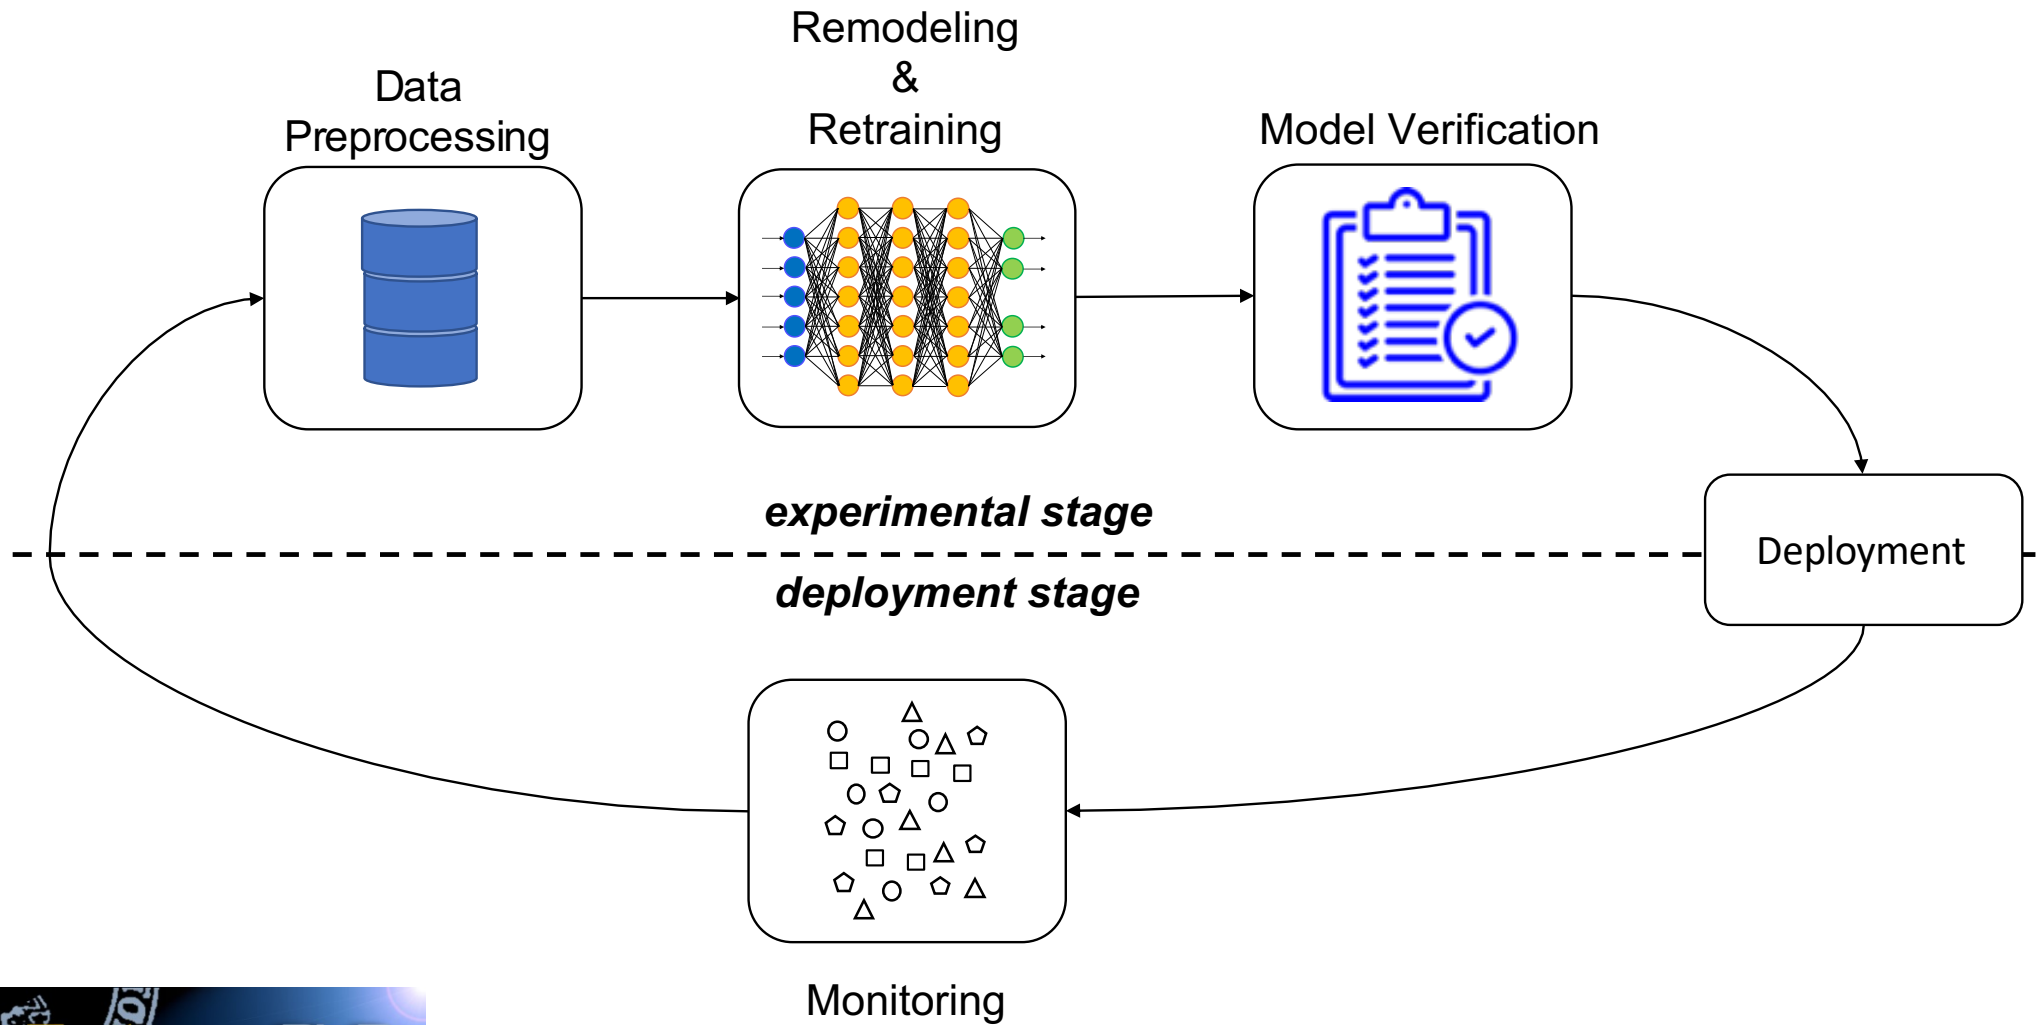 Remodeling
&
Retraining
Data
Preprocessing
Model Verification
experimental stage
deployment stage
Deployment
Monitoring